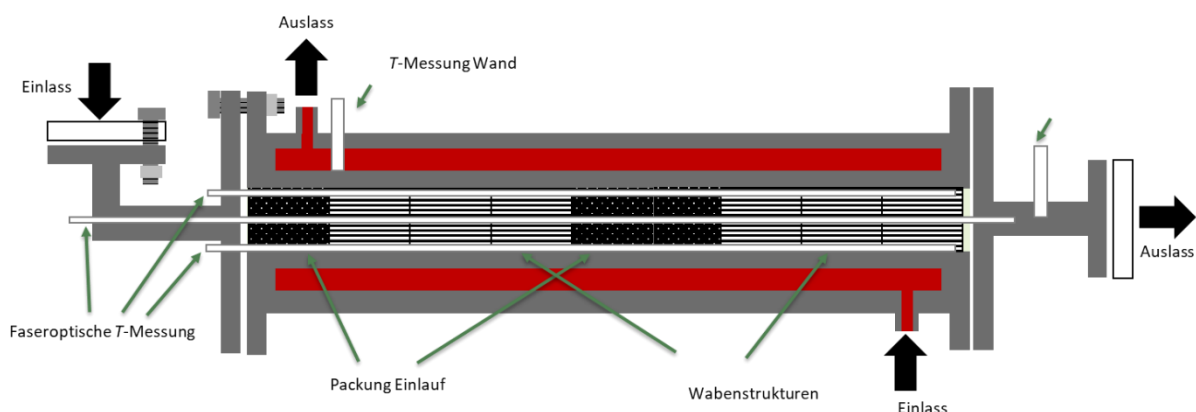 Auslass
T-Messung Wand
Einlass
Auslass
Faseroptische T-Messung
Packung Einlauf
Wabenstrukturen
Einlass